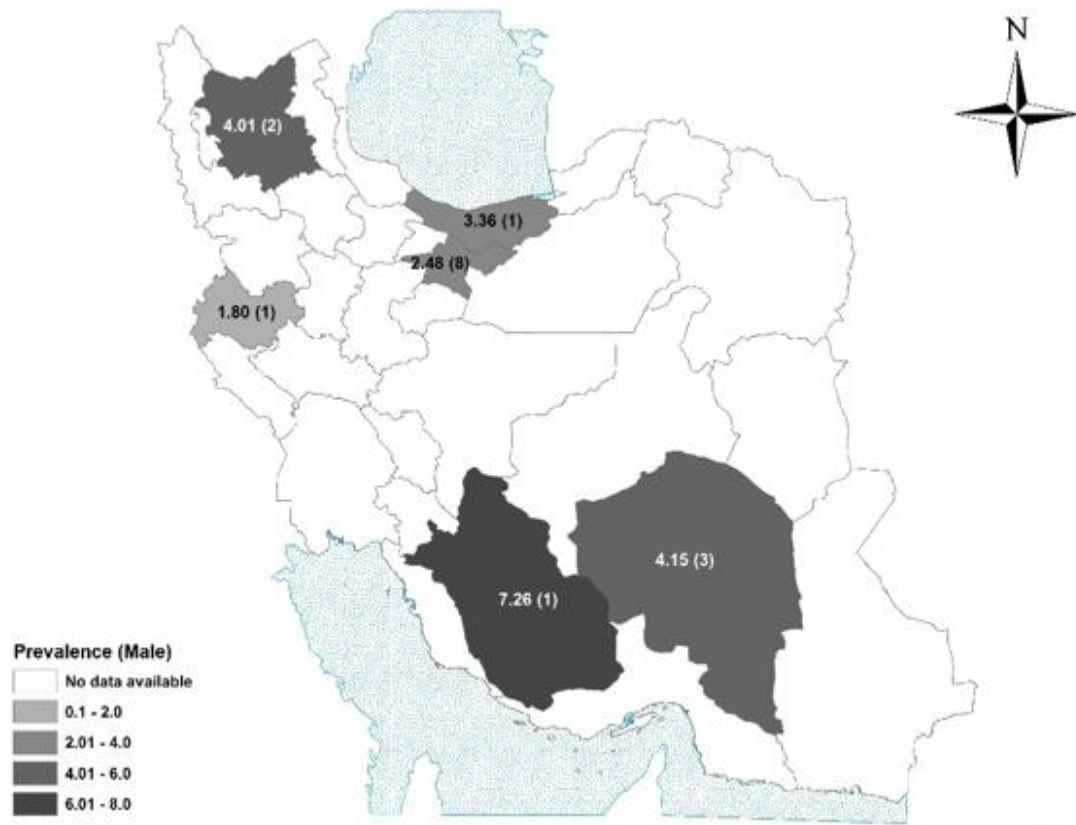 N
4.01 (2)
3.36 (1)
2.48 (8)
1.80 (1)
4.15 (3)
7.26 (1)
Prevalence (Male)
No data available
0.1 - 2.0
2.01 - 4.0
4.01 - 6.0
6.01 - 8.0